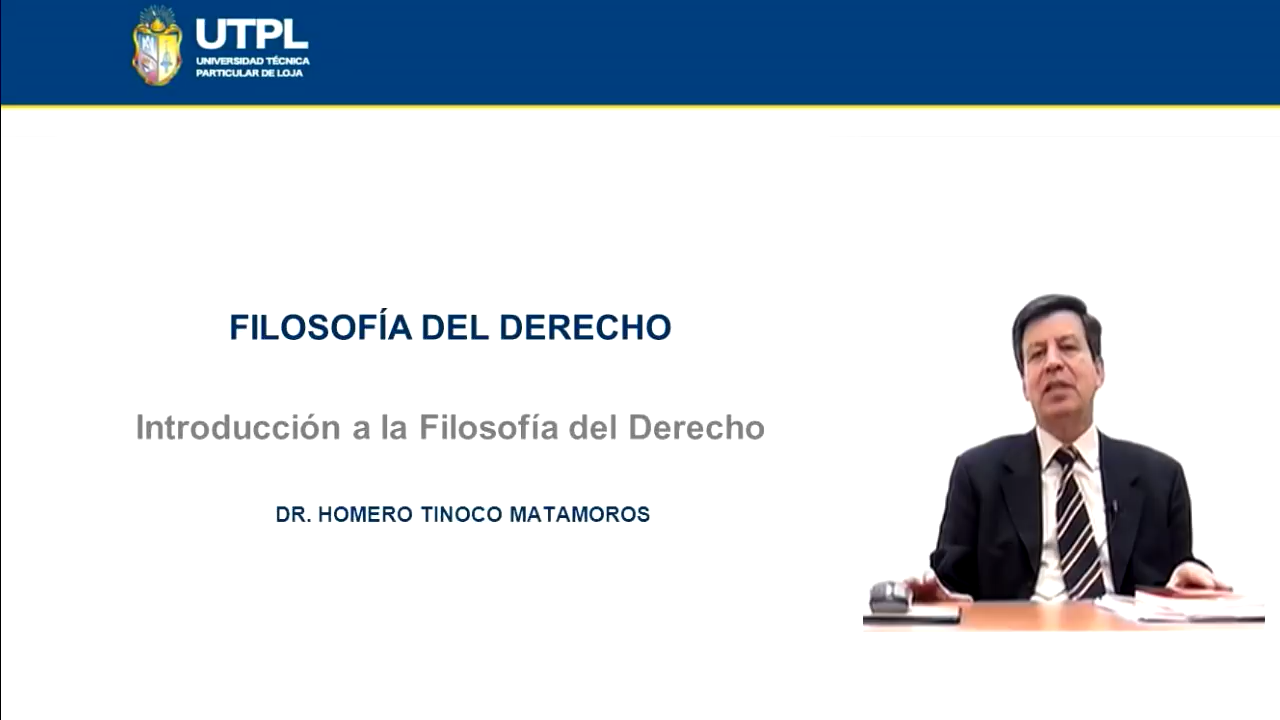 UTPL
UNIVERSIDAD TÉCNICA
PARTICULAR DE LOJA
FILOSOFÍA DEL DERECHO
Introducción a la Filosofía del Derecho
DR. HOMERO TINOCO MATAMOROS